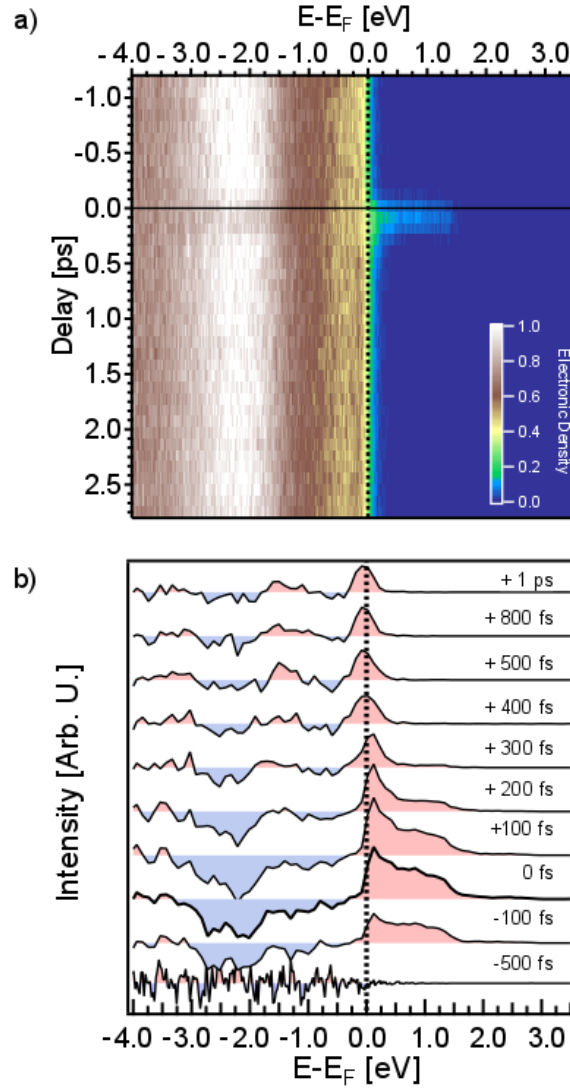 a)
E-E_F [eV]
- 4.0 - 3.0 - 2.0 - 1.0 0.0 1.0 2.0 3.0
Delay [ps]
-1.0
-0.5
0.0
0.5
1.0
1.5
2.0
2.5
1.0
0.8
0.6
0.4
0.2
0.0
Electronic Density
b)
Intensity [Arb. U.]
+ 1 ps
+ 800 fs
+ 500 fs
+ 400 fs
+ 300 fs
+ 200 fs
+100 fs
0 fs
-100 fs
-500 fs
-4.0 -3.0 -2.0 -1.0 0.0 1.0 2.0 3.0
E-E_F [eV]